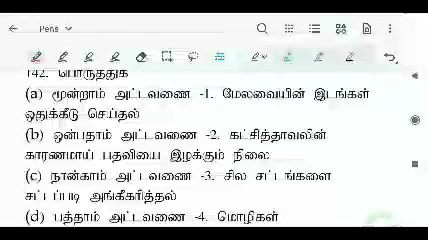 Pens
142. பொருத்துக
(a) மூன்றாம் அட்டவணை -1. மேலவையின் இடங்கள்
ஒதுக்கீடு செய்தல்
(b) ஒன்பதாம் அட்டவணை -2. கட்சித்தாவலின்
காரணமாய் பதவியை இழக்கும் நிலை
(c) நான்காம் அட்டவணை -3. சில சட்டங்களை
சட்டப்படி அங்கீகரித்தல்
(d) பத்தாம் அட்டவணை -4. மொழிகள்